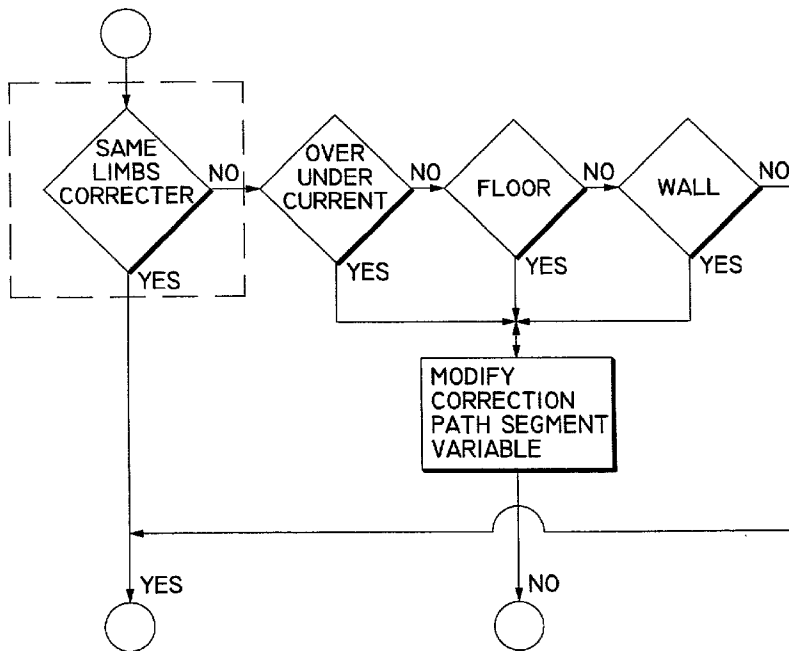 SAME
LIMBS
CORRECTER
NO
YES
OVER
UNDER
CURRENT
NO
YES
FLOOR
NO
YES
WALL
NO
YES
MODIFY
CORRECTION
PATH SEGMENT
VARIABLE
YES
NO